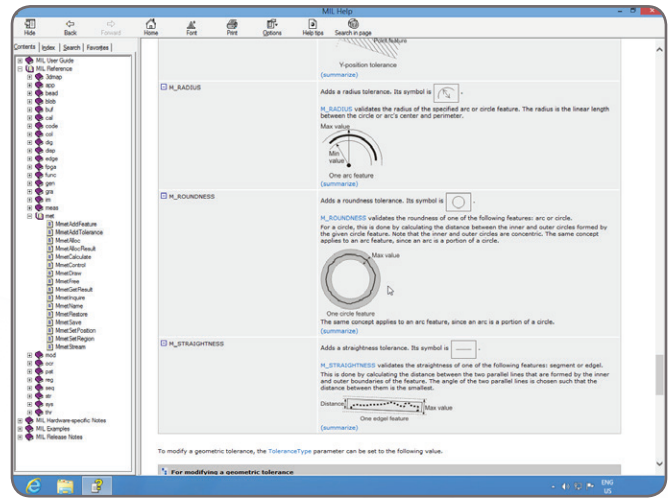 MIL Help
Hide Back Forward Home Font Print Options Help tips Search in page
Contents Index Search Favorites
MIL User Guide
MIL Reference
3dmap
app
bead
blob
buf
cal
code
col
dig
disp
edge
fpga
func
gen
gra
im
meas
met
MmetAddFeature
MmetAddTolerance
MmetAlloc
MmetAllocResult
MmetCalculate
MmetControl
MmetDraw
MmetFree
MmetGetResult
MmetInquire
MmetName
MmetRestore
MmetSave
MmetSetPosition
MmetSetRegion
MmetStream
mod
ocr
pat
reg
seq
str
sys
thr
MIL Hardware-specific Notes
MIL Examples
MIL Release Notes
Point feature
Y-position tolerance
(summarize)
M_RADIUS
Adds a radius tolerance. Its symbol is .
M_RADIUS validates the radius of the specified arc or circle feature. The radius is the linear length
between the circle or arc's center and perimeter.
Max value
Min
value
One arc feature
(summarize)
M_ROUNDNESS
Adds a roundness tolerance. Its symbol is .
M_ROUNDNESS validates the roundness of one of the following features: arc or circle.
For a circle, this is done by calculating the distance between the inner and outer circles formed by
the given circle feature. Note that the inner and outer circles are concentric. The same concept
applies to an arc feature, since an arc is a portion of a circle.
Max value
One circle feature
The same concept applies to an arc feature, since an arc is a portion of a circle.
(summarize)
M_STRAIGHTNESS
Adds a straightness tolerance. Its symbol is .
M_STRAIGHTNESS validates the straightness of one of the following features: segment or edgel.
This is done by calculating the distance between the two parallel lines that are formed by the inner
and outer boundaries of the feature. The angle of the two parallel lines is chosen such that the
distance between them is the smallest.
Distance Max value
One edgel feature
(summarize)
To modify a geometric tolerance, the ToleranceType parameter can be set to the following value.
For modifying a geometric tolerance
ENG
US